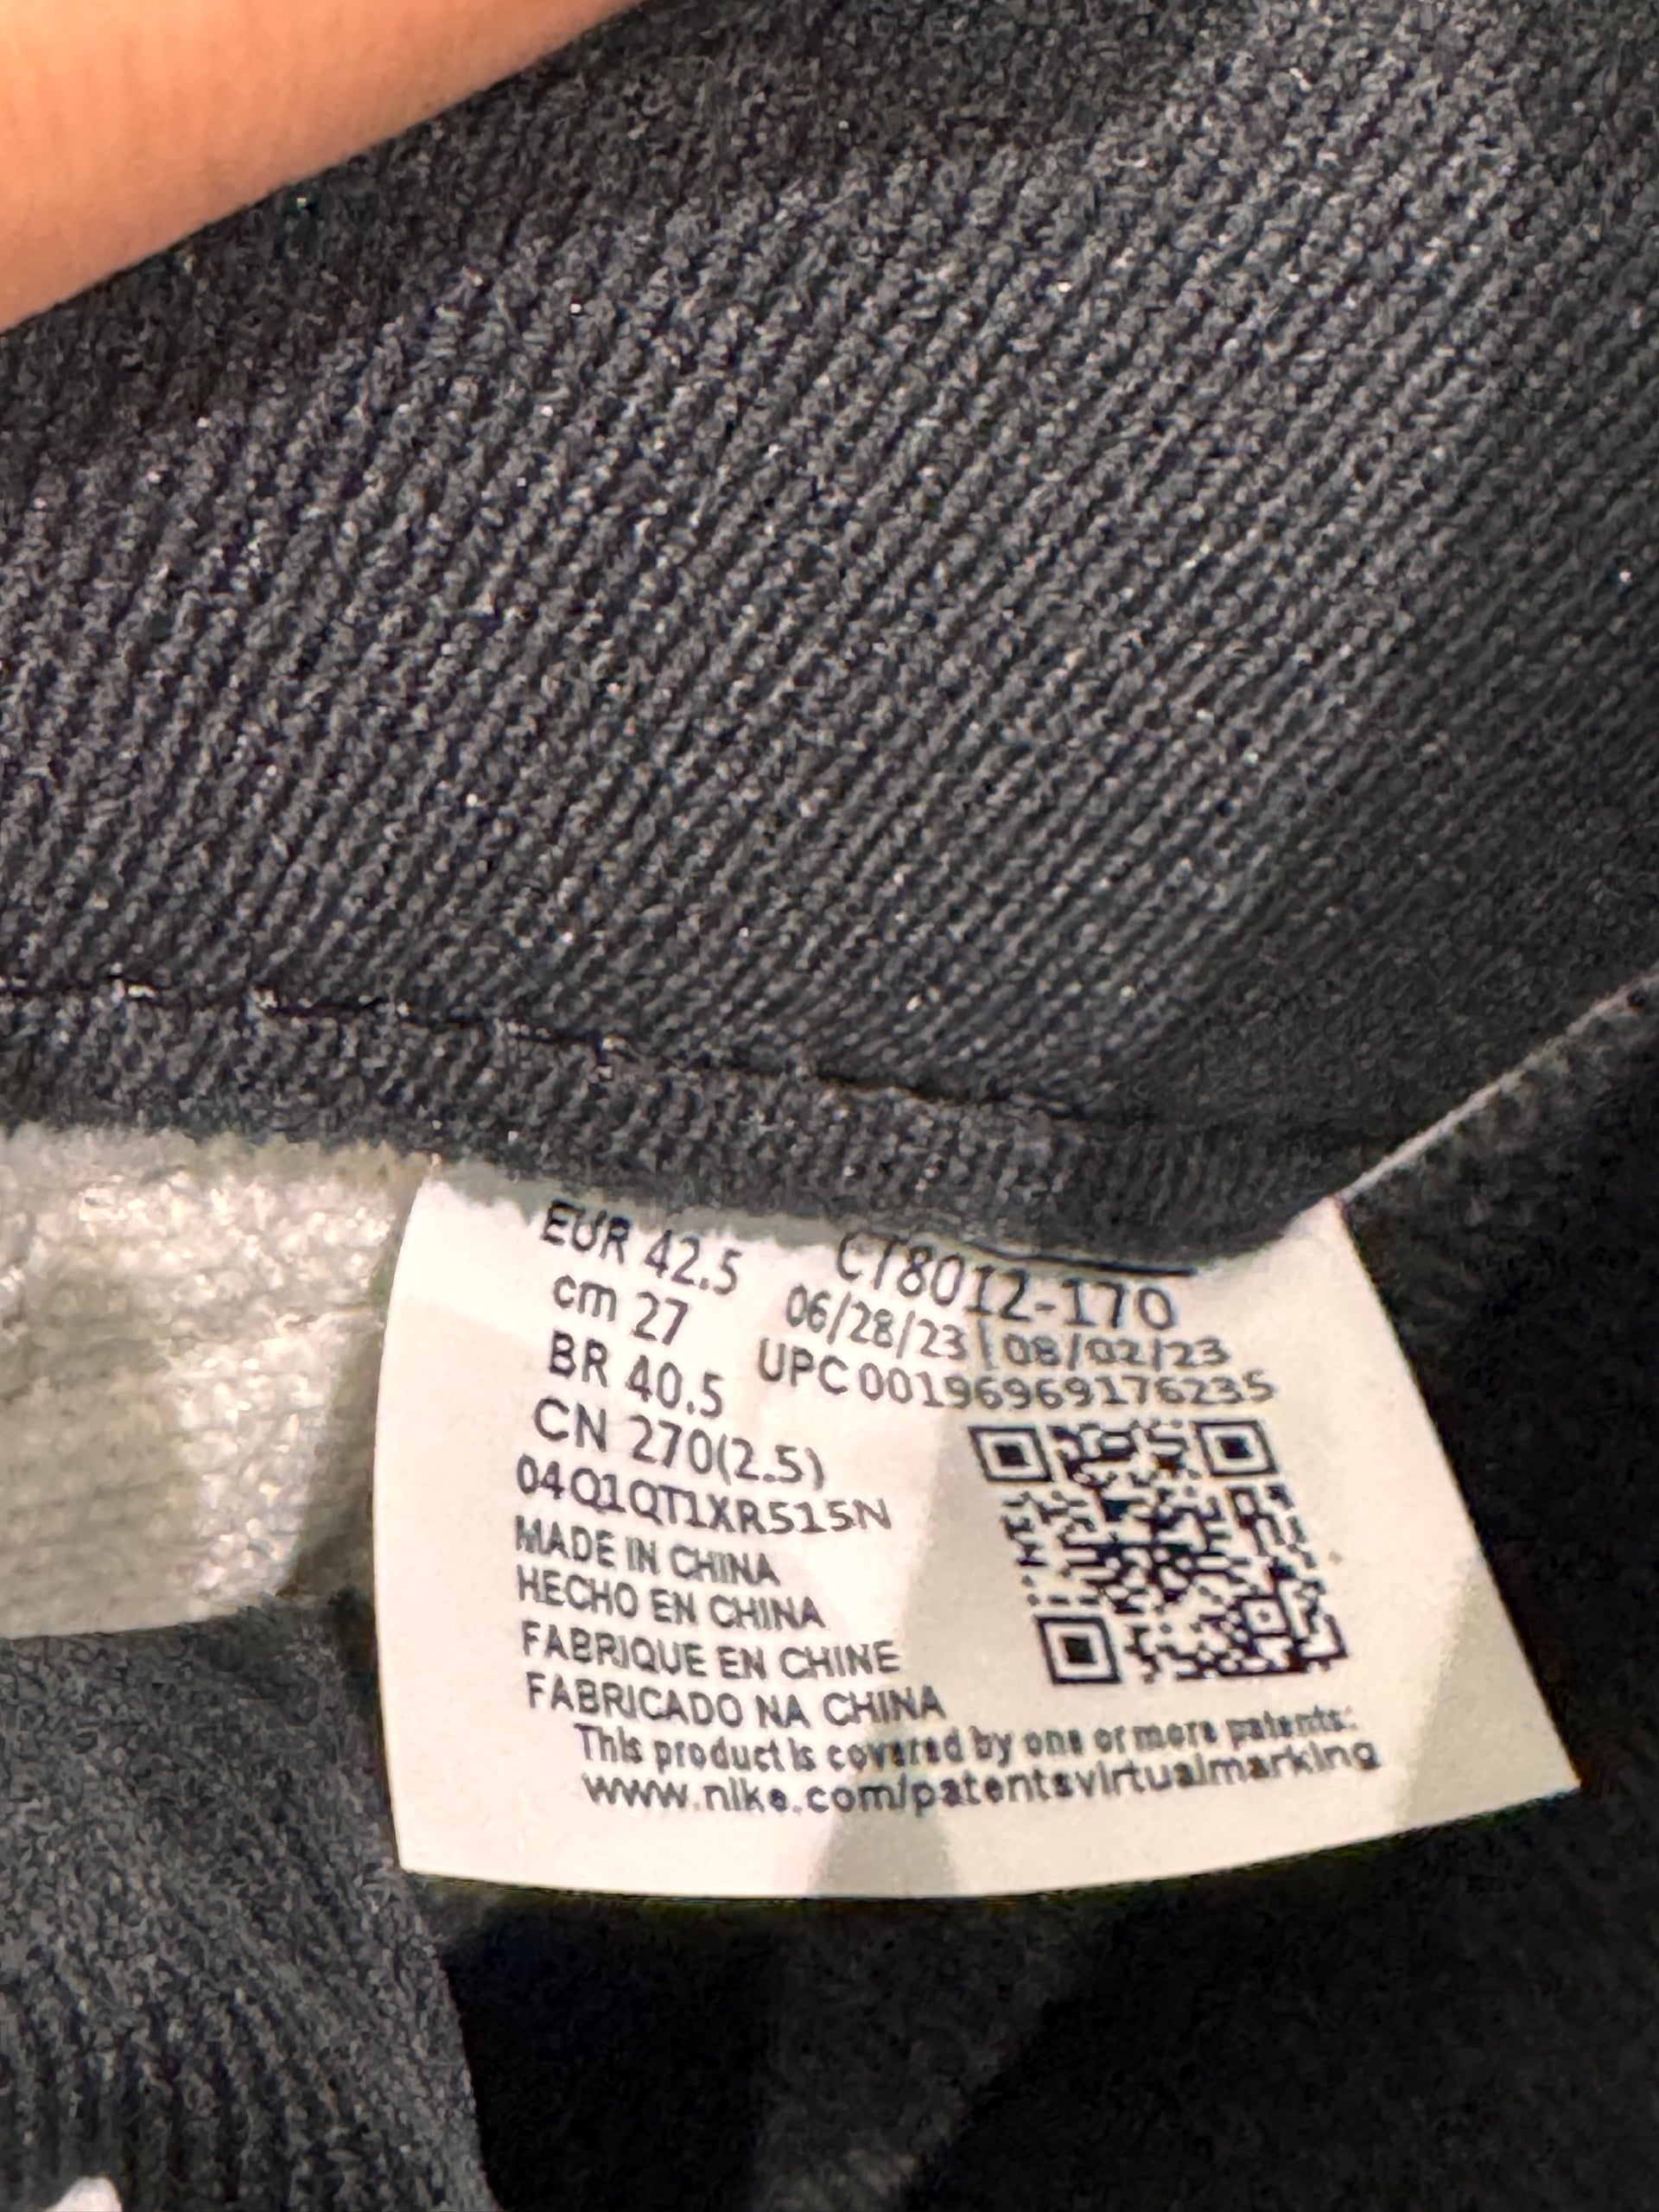 EUR 42.5 CT8012-170
cm 27 06/28/23 | 08/02/23
BR 40.5 UPC 00196969176235
CN 270(2.5)
04Q1QT1XR515N
MADE IN CHINA
HECHO EN CHINA
FABRIQUE EN CHINE
FABRICADO NA CHINA
This product is covered by one or more patents:
www.nike.com/patentsvirtualmarking